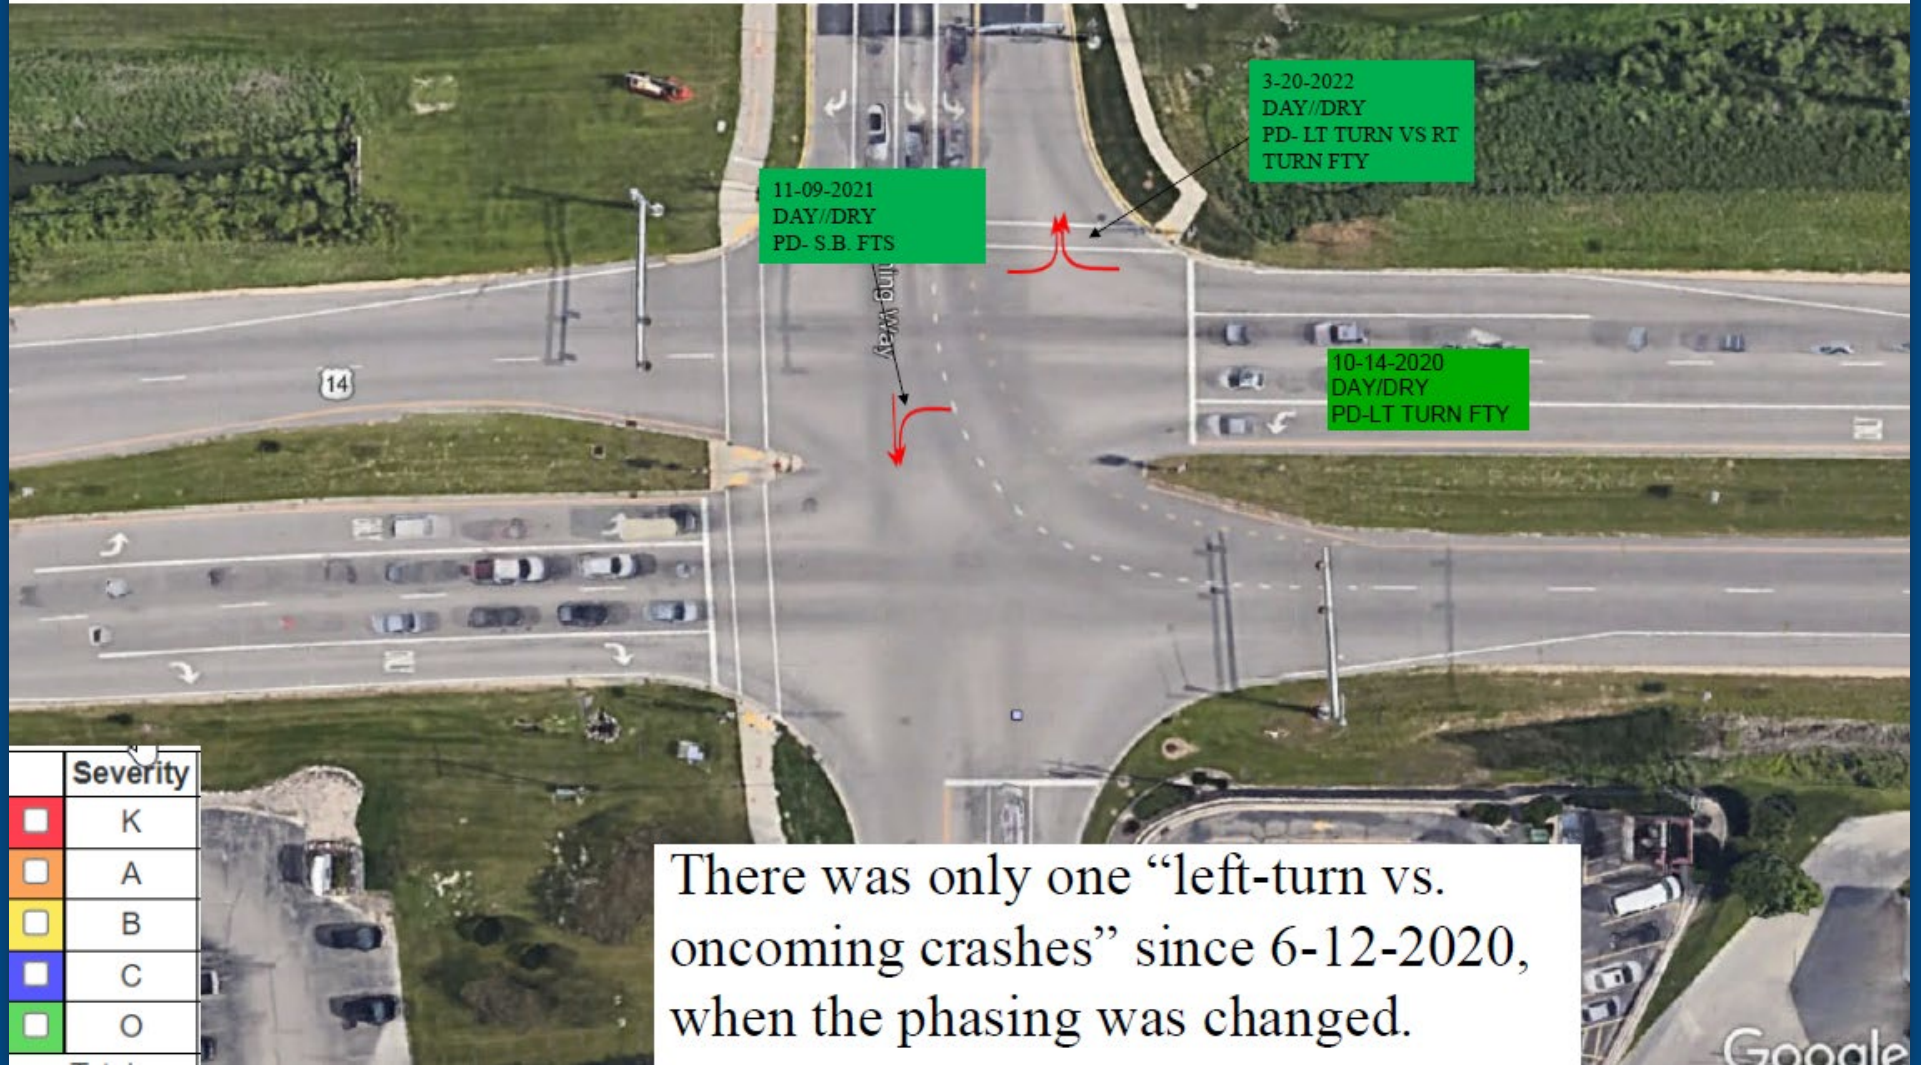 3-20-2022
DAY//DRY
PD- LT TURN VS RT
TURN FTY
11-09-2021
DAY//DRY
PD- S.B. FTS
ning Way
14
10-14-2020
DAY/DRY
PD-LT TURN FTY
Severity
K
A
B
C
O
There was only one “left-turn vs.
oncoming crashes” since 6-12-2020,
when the phasing was changed.
Google